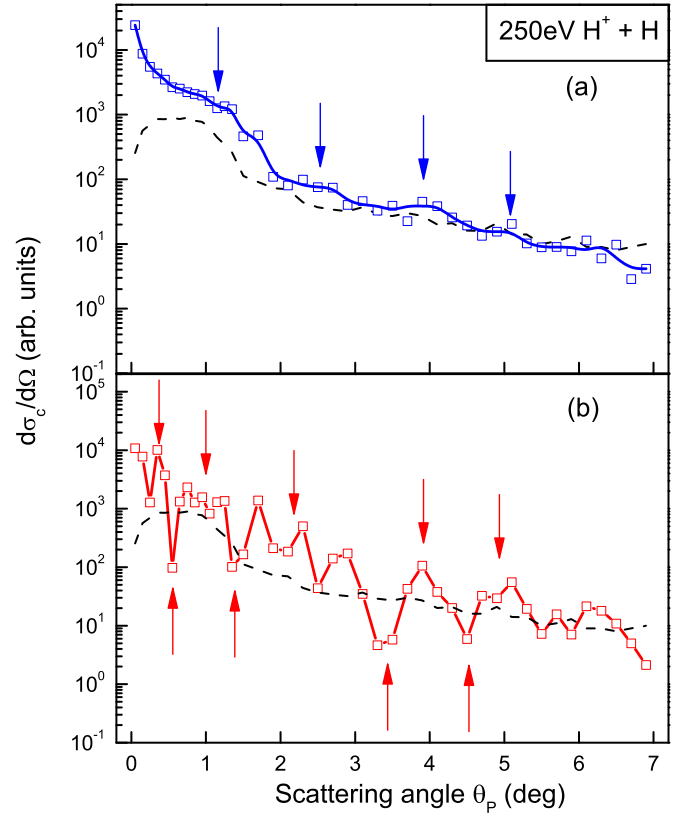 250eV H⁺ + H
(a)
10⁴
10³
10²
10¹
10⁰
10⁻¹
dσc/dΩ (arb. units)
(b)
10⁵
10⁴
10³
10²
10¹
10⁰
10⁻¹
0 1 2 3 4 5 6 7
Scattering angle θP (deg)